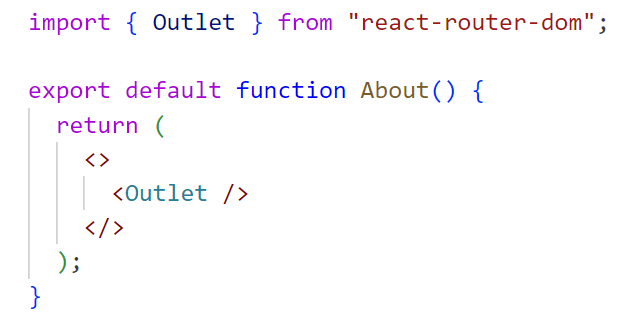 import { Outlet } from "react-router-dom";
export default function About() {
return (
<>
<Outlet />
</>
);
}